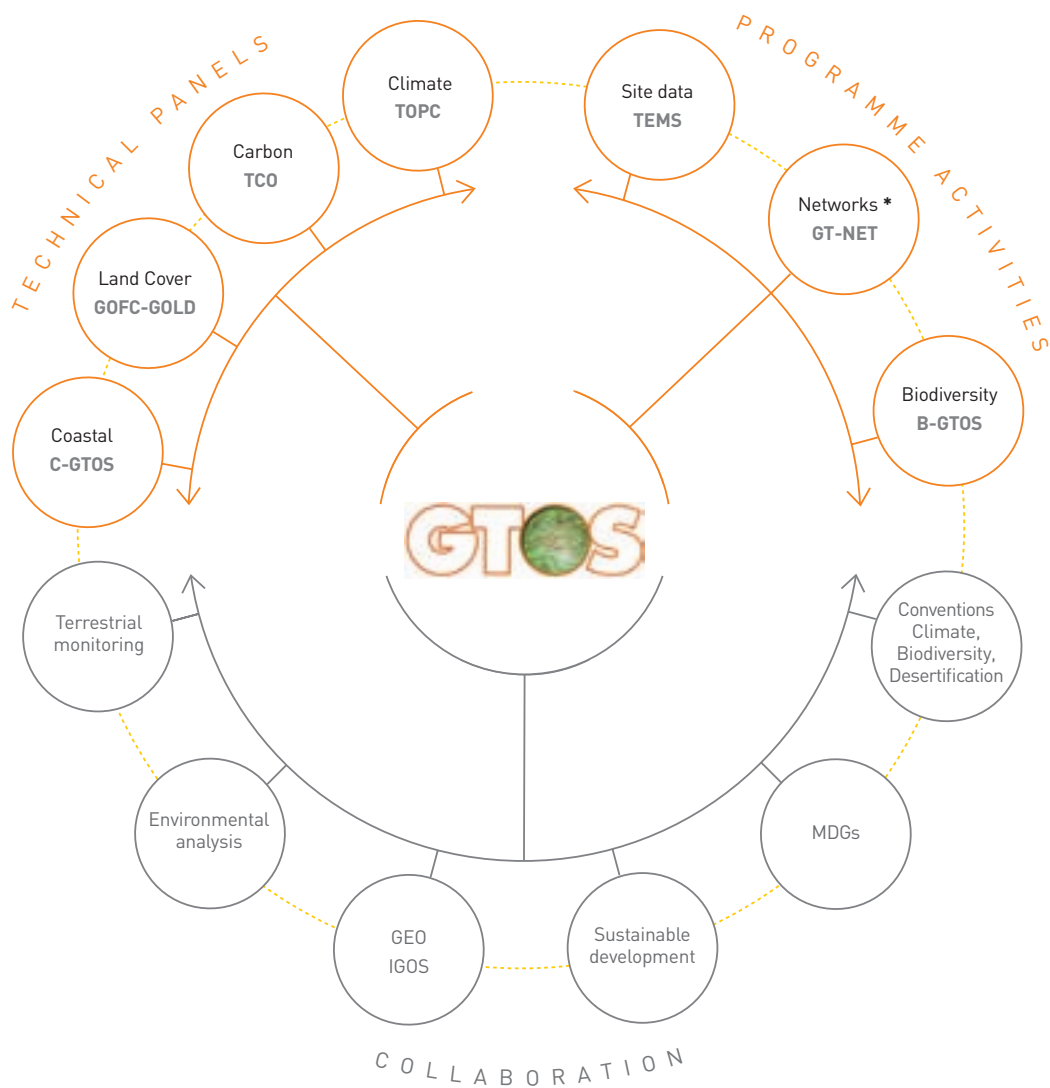 TECHNICAL PANELS
PROGRAMME ACTIVITIES
Climate
TOPC
Site data
TEMS
Carbon
TCO
Networks *
GT-NET
Land Cover
GOFC-GOLD
Biodiversity
B-GTOS
Coastal
C-GTOS
GTOS
Terrestrial
monitoring
Conventions
Climate,
Biodiversity,
Desertification
Environmental
analysis
MDGs
GEO
IGOS
Sustainable
development
COLLABORATION